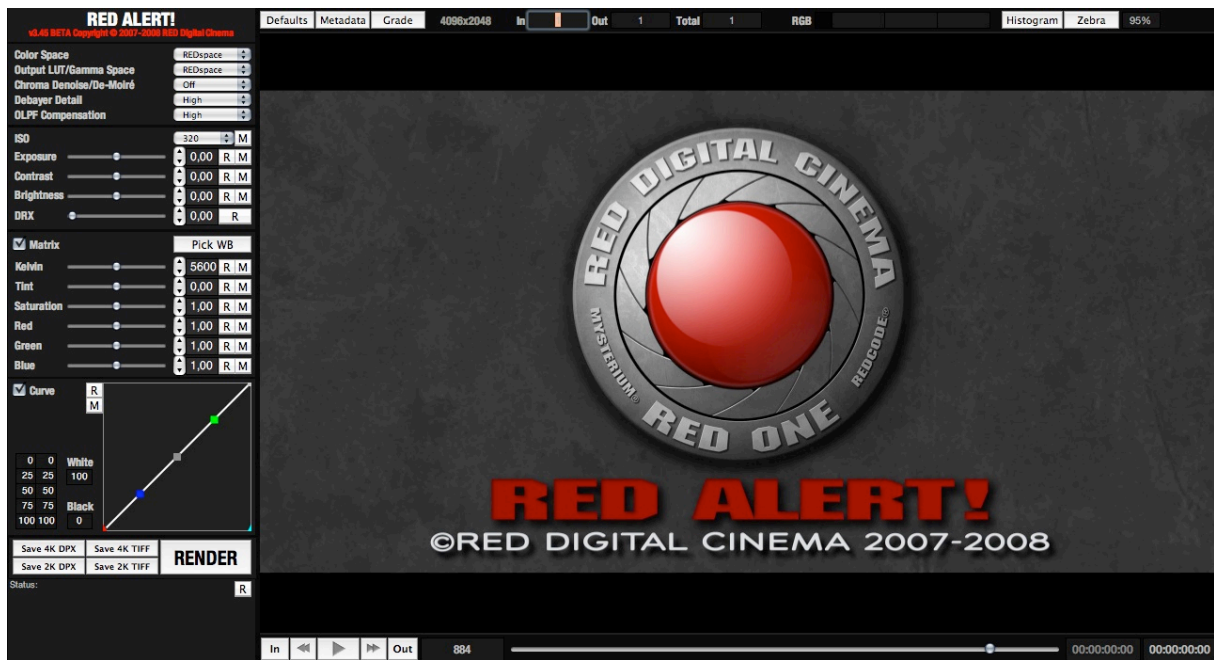 RED ALERT!
v3.45 BETA Copyright © 2007-2008 RED Digital Cinema
Defaults Metadata Grade 4096x2048 In Out 1 Total 1 RGB Histogram Zebra 95%
Color Space REDspace
Output LUT/Gamma Space REDspace
Chroma Denoise/De-Moiré Off
Debayer Detail High
OLPF Compensation High
ISO 320 M
Exposure 0,00 R M
Contrast 0,00 R M
Brightness 0,00 R M
DRX 0,00 R
Matrix Pick WB
Kelvin 5600 R M
Tint 0,00 R M
Saturation 1,00 R M
Red 1,00 R M
Green 1,00 R M
Blue 1,00 R M
Curve R
M
0 0 White
25 25 100
50 50
75 75 Black
100 100 0
Save 4K DPX Save 4K TIFF RENDER
Save 2K DPX Save 2K TIFF
Status: R
RED DIGITAL CINEMA
MYSTERIUM®
REDCODE®
RED ONE
RED ALERT!
©RED DIGITAL CINEMA 2007-2008
In Out 884 00:00:00:00 00:00:00:00